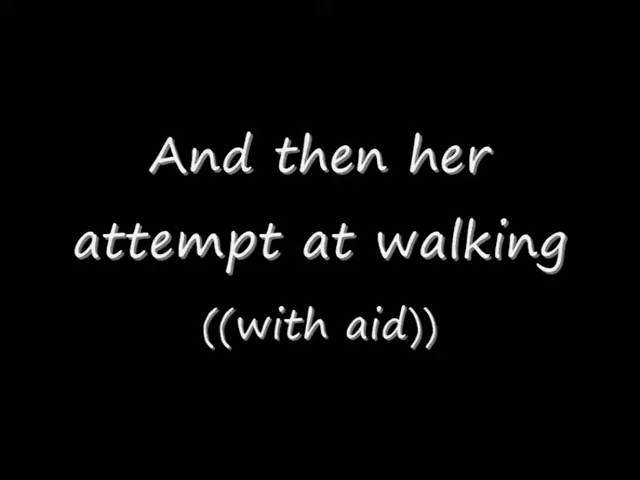 And then her
attempt at walking
((with aid))